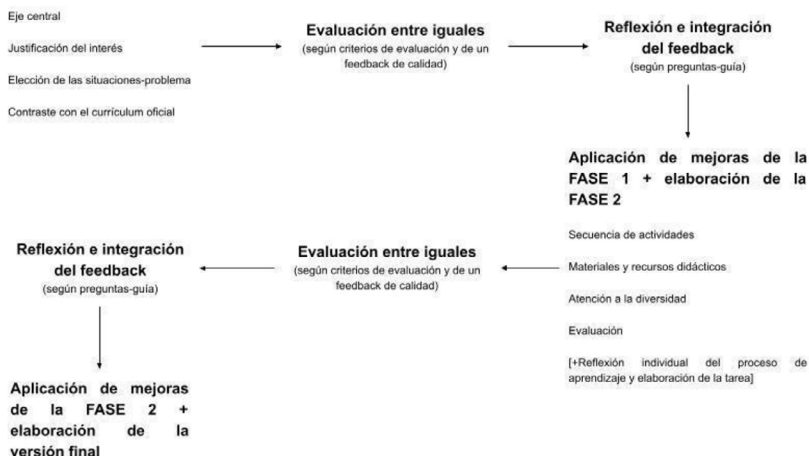 Eje central
Justificación del interés
Elección de las situaciones-problema
Contraste con el currículum oficial
Evaluación entre iguales
(según criterios de evaluación y de un
feedback de calidad)
Reflexión e integración
del feedback
(según preguntas-guía)
Aplicación de mejoras de la
FASE 1 + elaboración de la
FASE 2
Secuencia de actividades
Materiales y recursos didácticos
Atención a la diversidad
Evaluación
[+Reflexión individual del proceso de
aprendizaje y elaboración de la tarea]
Evaluación entre iguales
(según criterios de evaluación y de un
feedback de calidad)
Reflexión e integración
del feedback
(según preguntas-guía)
Aplicación de mejoras
de la FASE 2 +
elaboración de la
versión final